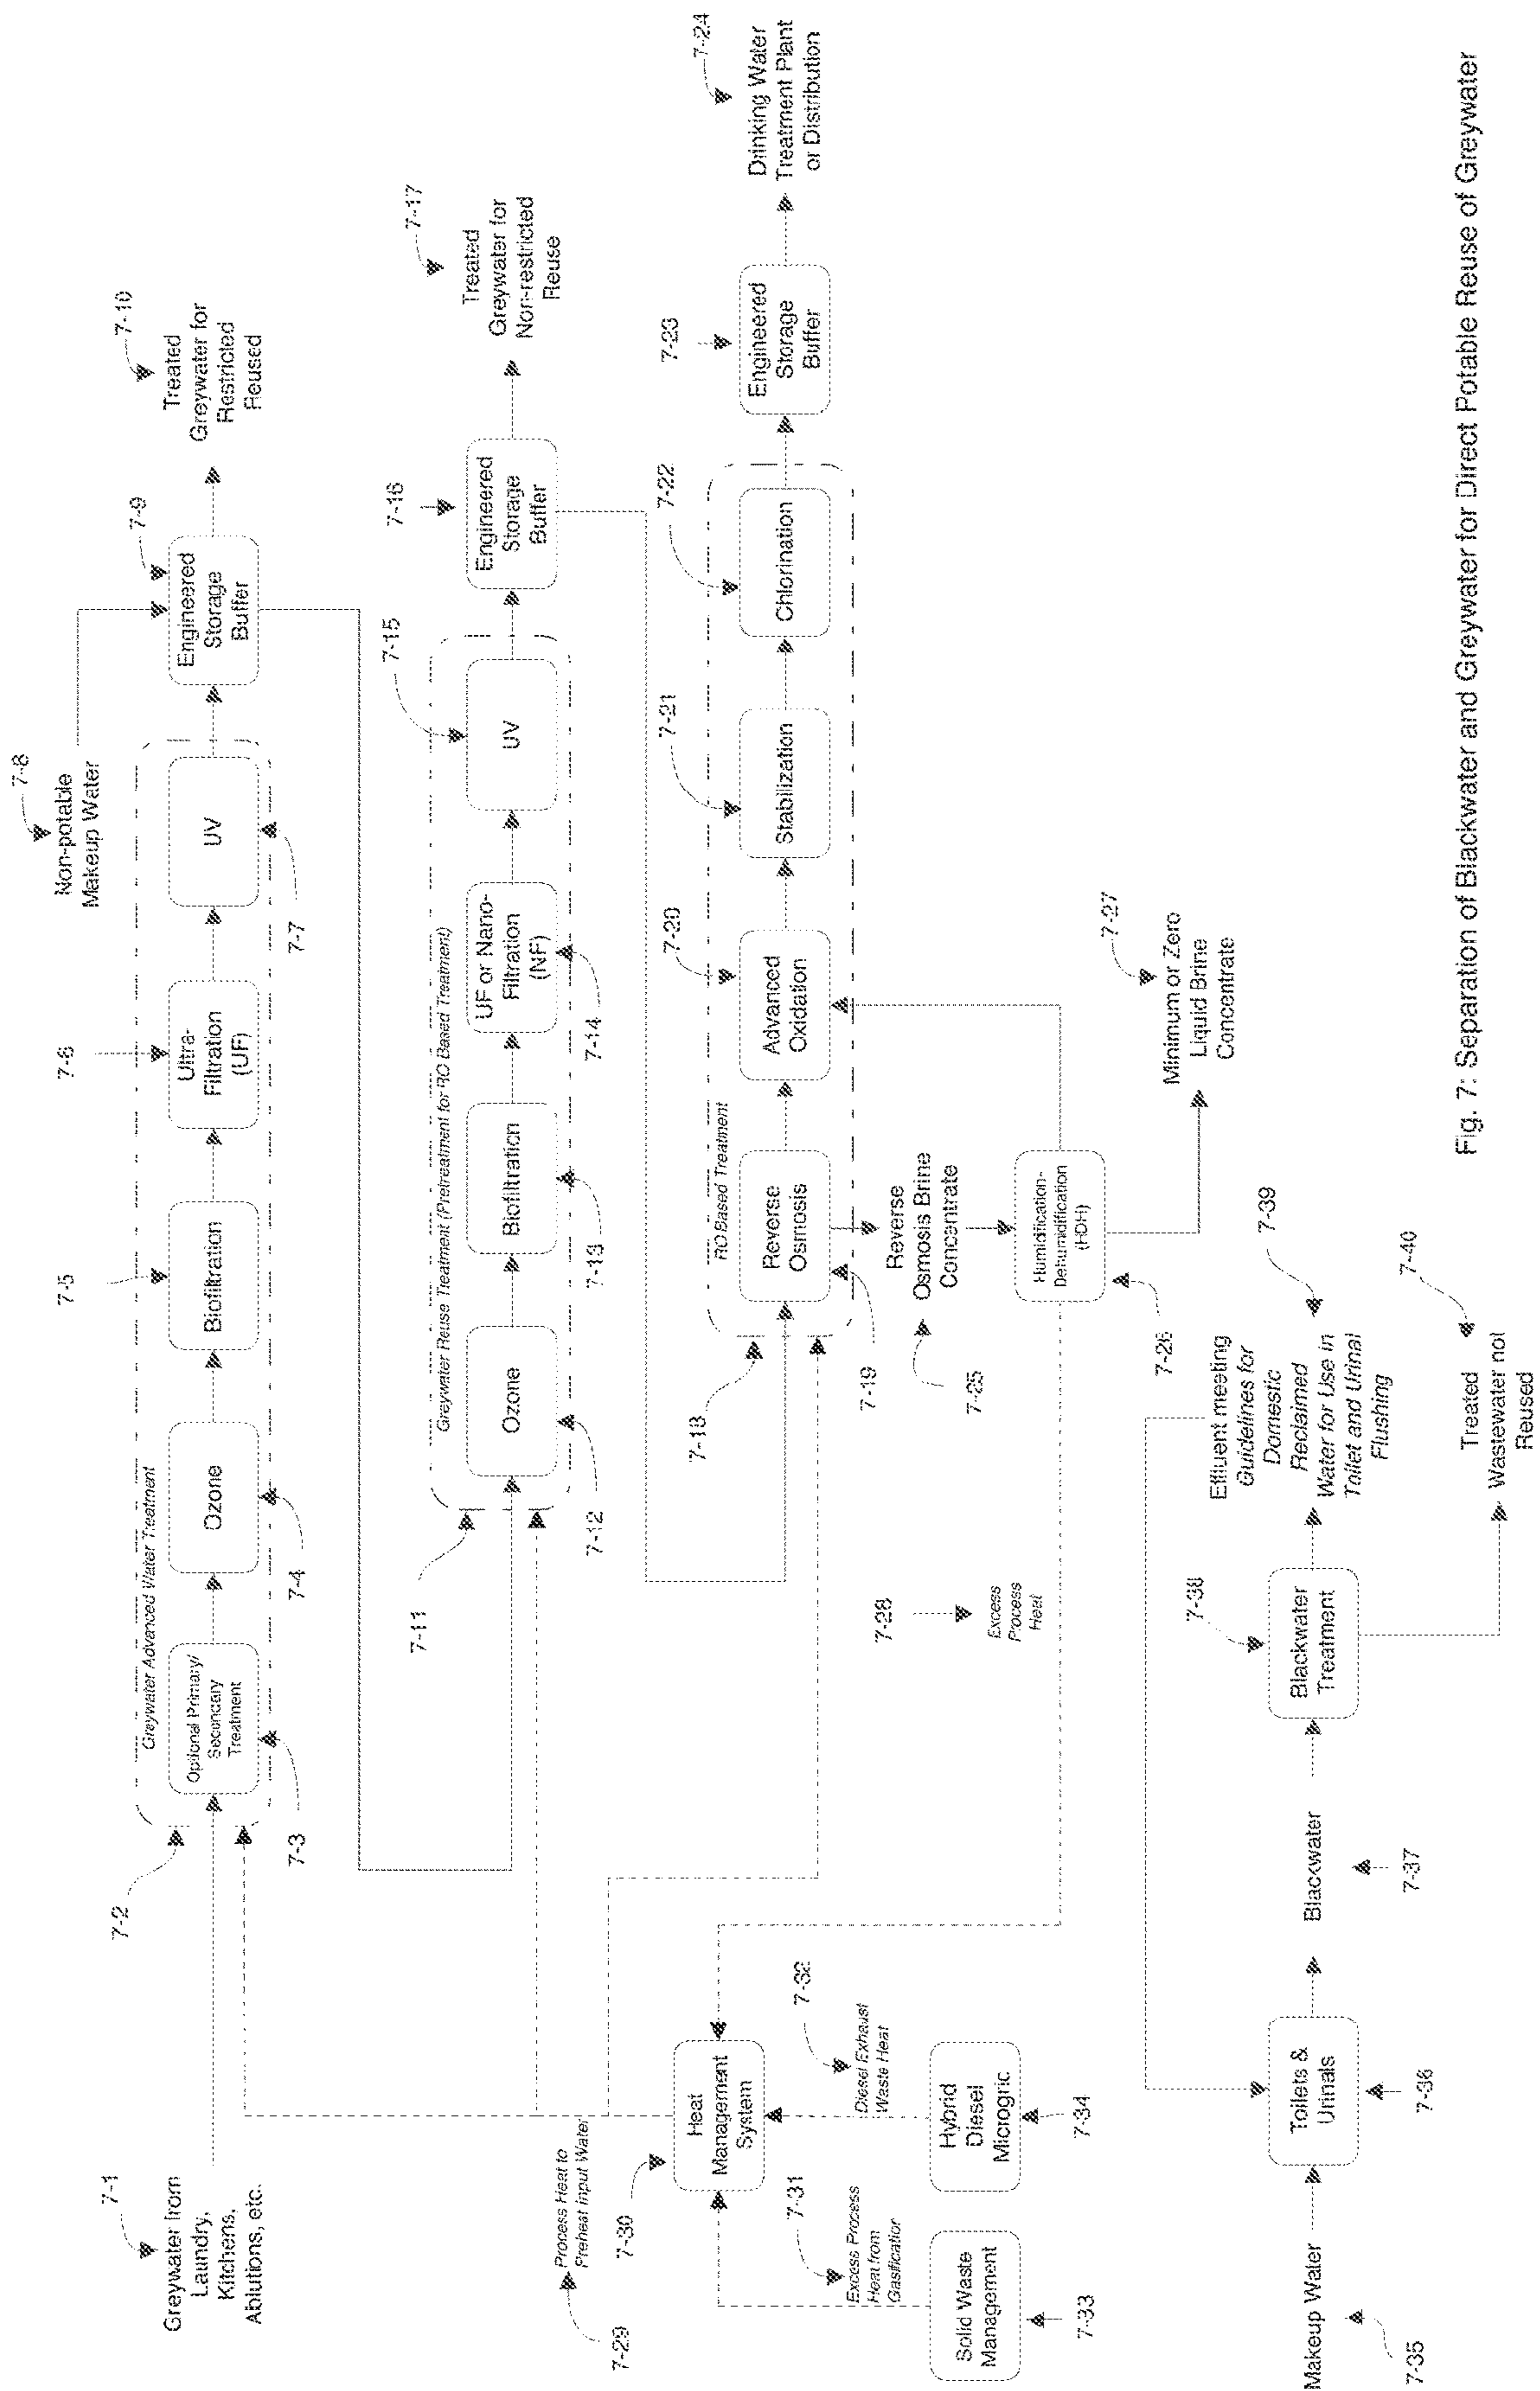 7-1
Greywater from
Laundry,
Kitchens,
Ablutions, etc.
7-2
Greywater Advanced Water Treatment
Optional Primary/
Secondary
Treatment
7-3
Ozone
7-4
7-5
Biofiltration
7-6
Ultra-
Filtration
(UF)
UV
7-7
7-8
Non-potable
Makeup Water
7-9
Engineered
Storage
Buffer
7-10
Treated
Greywater for
Restricted
Reused
7-11
Greywater Reuse Treatment (Pretreatment for RO Based Treatment)
Ozone
7-12
Biofiltration
7-13
UF or Nano-
Filtration
(NF)
7-14
7-15
UV
7-16
Engineered
Storage
Buffer
7-17
Treated
Greywater for
Non-restricted
Reuse
7-18
RO Based Treatment
Reverse
Osmosis
7-19
7-20
Advanced
Oxidation
7-21
Stabilization
7-22
Chlorination
7-23
Engineered
Storage
Buffer
7-24
Drinking Water
Treatment Plant
or Distribution
7-25
Reverse
Osmosis Brine
Concentrate
Humidification-
Dehumidification
(HDH)
7-26
7-27
Minimum or Zero
Liquid Brine
Concentrate
7-28
Excess
Process
Heat
7-29
Process Heat to
Preheat Input Water
7-30
Heat
Management
System
7-31
Excess Process
Heat from
Gasification
7-32
Diesel Exhaust
Waste Heat
Solid Waste
Management
7-33
Hybrid
Diesel
Microgric
7-34
Makeup Water
7-35
Toilets &
Urinals
7-36
Blackwater
7-37
7-38
Blackwater
Treatment
Effluent meeting
Guidelines for
Domestic
Reclaimed
Water for Use in
Toilet and Urinal
Flushing
7-39
7-40
Treated
Wastewater not
Reused
Fig. 7: Separation of Blackwater and Greywater for Direct Potable Reuse of Greywater